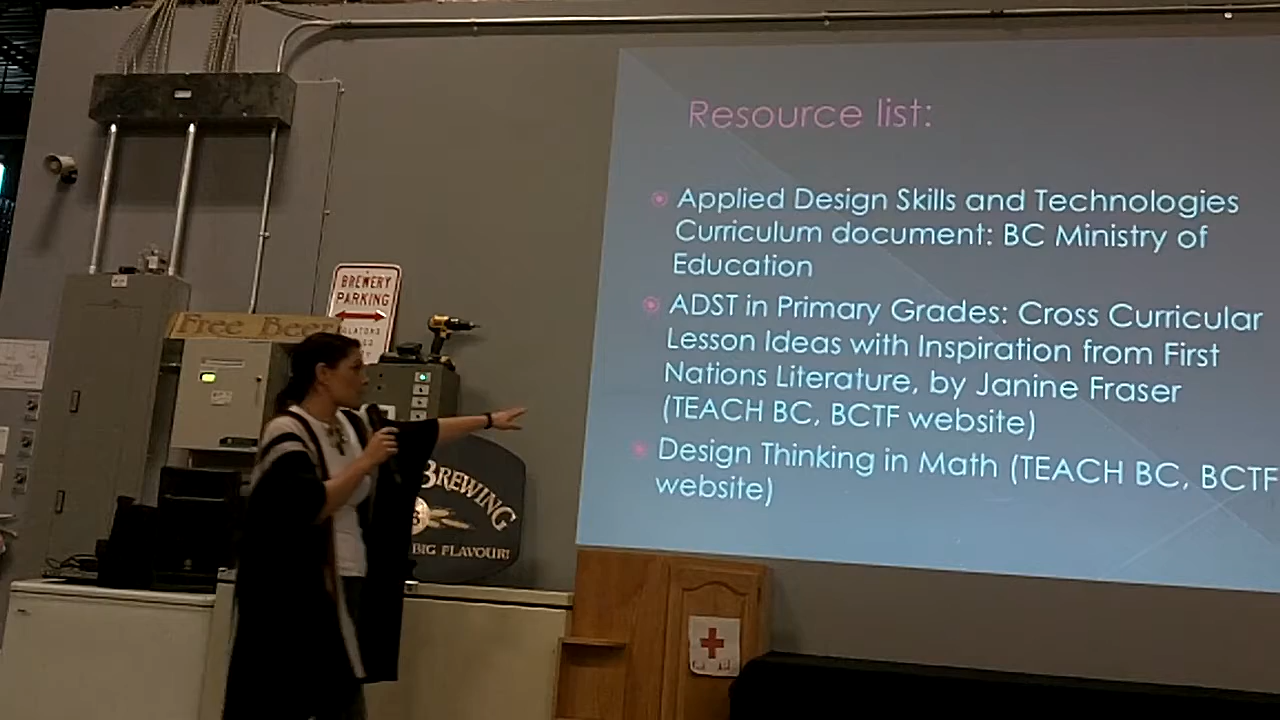 Resource list:
Applied Design Skills and Technologies
Curriculum document: BC Ministry of
Education
ADST in Primary Grades: Cross Curricular
Lesson Ideas with Inspiration from First
Nations Literature, by Janine Fraser
(TEACH BC, BCTF website)
Design Thinking in Math (TEACH BC, BCTF
website)
BREWERY
PARKING
Free Beer
BREWING
BIG FLAVOUR!